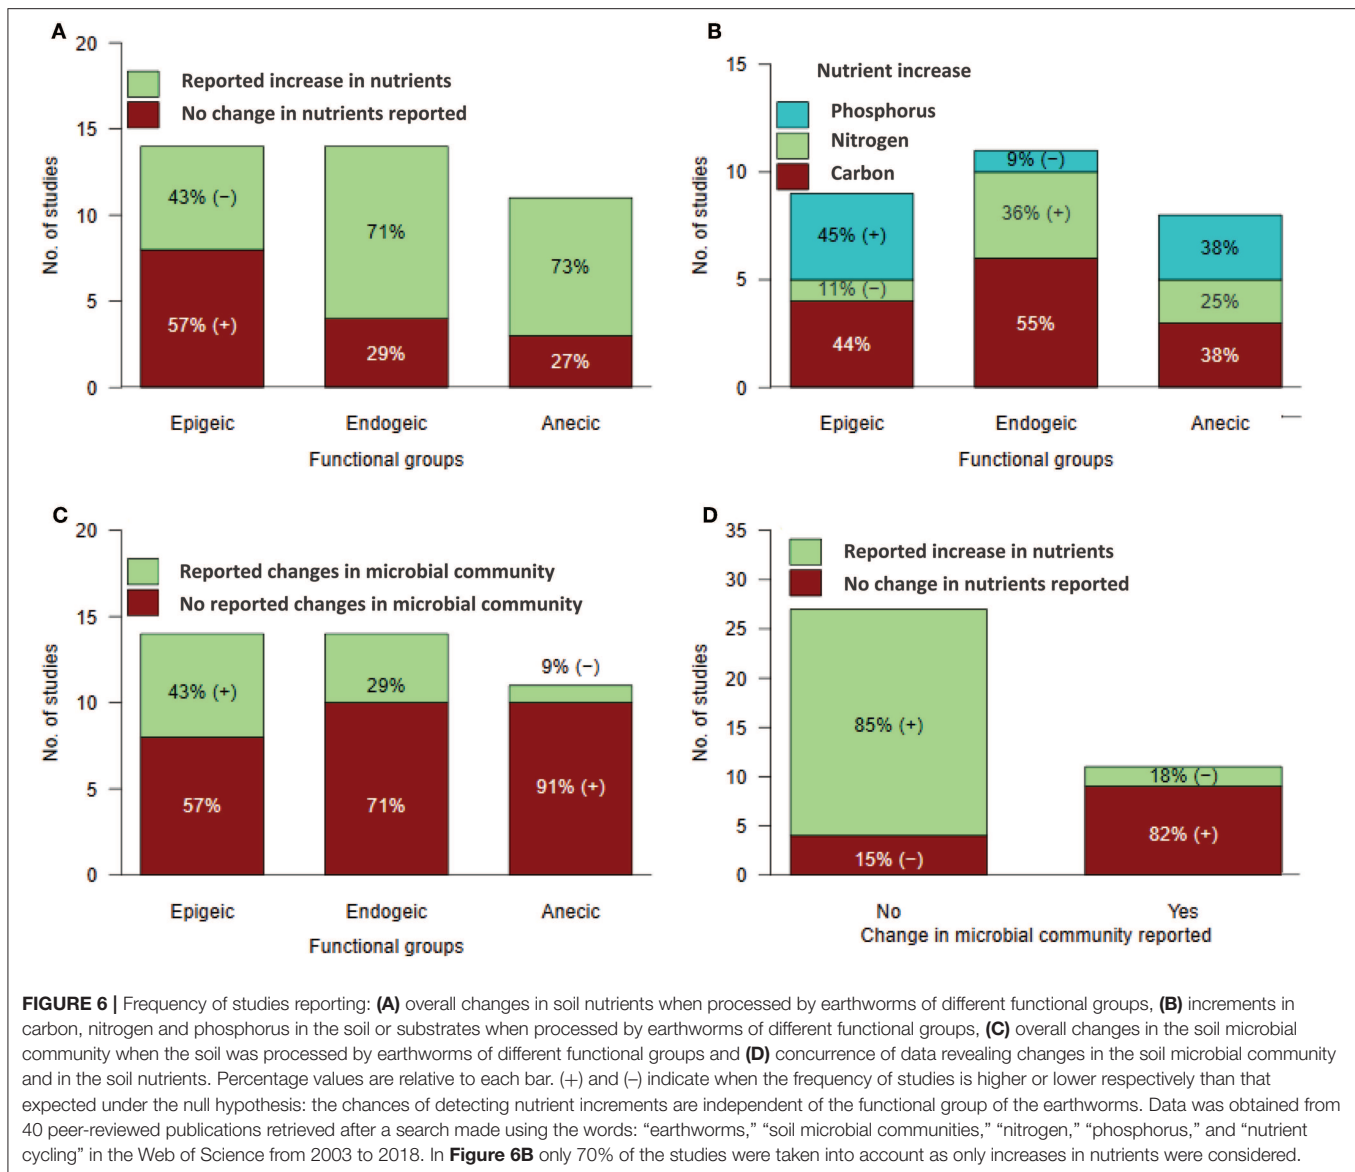 A
20
15
10
5
0
No. of studies
Reported increase in nutrients
No change in nutrients reported
43% (−)
57% (+)
71%
29%
73%
27%
Epigeic Endogeic Anecic
Functional groups
B
15
10
5
0
No. of studies
Nutrient increase
Phosphorus
Nitrogen
Carbon
45% (+)
11% (−)
44%
9% (−)
36% (+)
55%
38%
25%
38%
Epigeic Endogeic Anecic
Functional groups
C
20
15
10
5
0
No. of studies
Reported changes in microbial community
No reported changes in microbial community
43% (+)
57%
29%
71%
9% (−)
91% (+)
Epigeic Endogeic Anecic
Functional groups
D
35
30
25
20
15
10
5
0
No. of studies
Reported increase in nutrients
No change in nutrients reported
85% (+)
15% (−)
18% (−)
82% (+)
No Yes
Change in microbial community reported
FIGURE 6 | Frequency of studies reporting: (A) overall changes in soil nutrients when processed by earthworms of different functional groups, (B) increments in
carbon, nitrogen and phosphorus in the soil or substrates when processed by earthworms of different functional groups, (C) overall changes in the soil microbial
community when the soil was processed by earthworms of different functional groups and (D) concurrence of data revealing changes in the soil microbial community
and in the soil nutrients. Percentage values are relative to each bar. (+) and (–) indicate when the frequency of studies is higher or lower respectively than that
expected under the null hypothesis: the chances of detecting nutrient increments are independent of the functional group of the earthworms. Data was obtained from
40 peer-reviewed publications retrieved after a search made using the words: “earthworms,” “soil microbial communities,” “nitrogen,” “phosphorus,” and “nutrient
cycling” in the Web of Science from 2003 to 2018. In Figure 6B only 70% of the studies were taken into account as only increases in nutrients were considered.